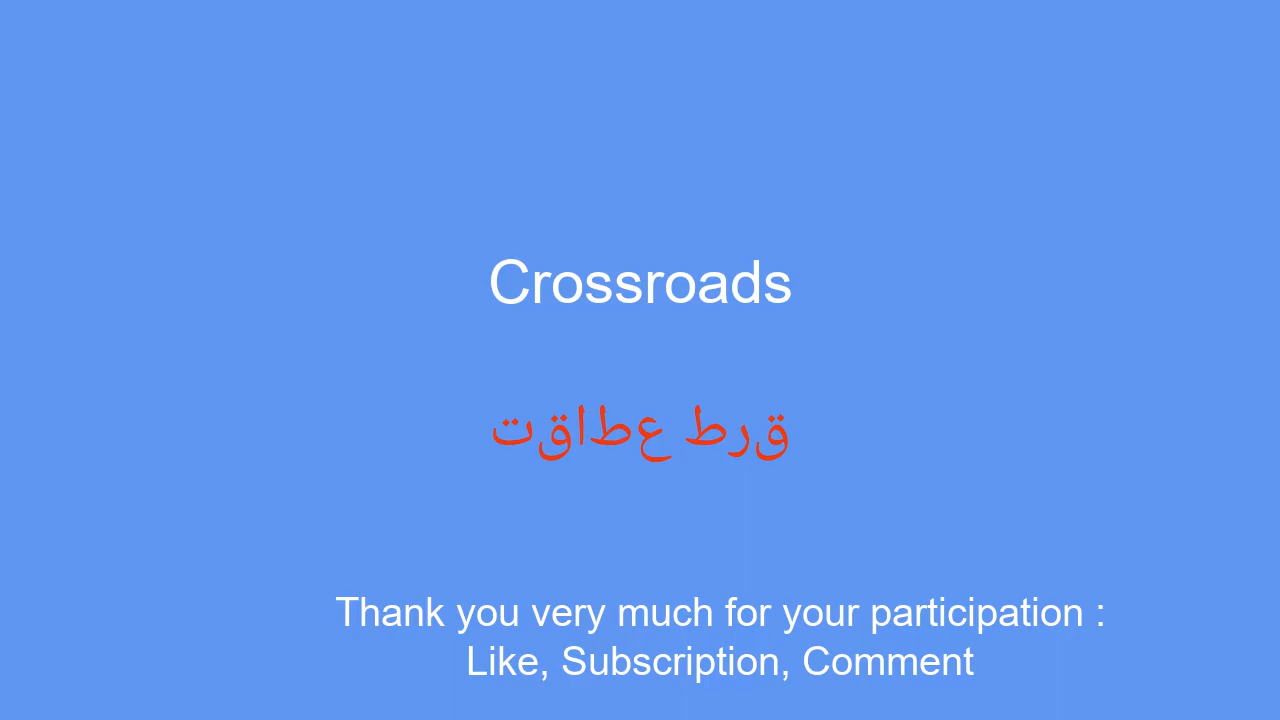 Crossroads
تقاطع طرق
Thank you very much for your participation :
Like, Subscription, Comment